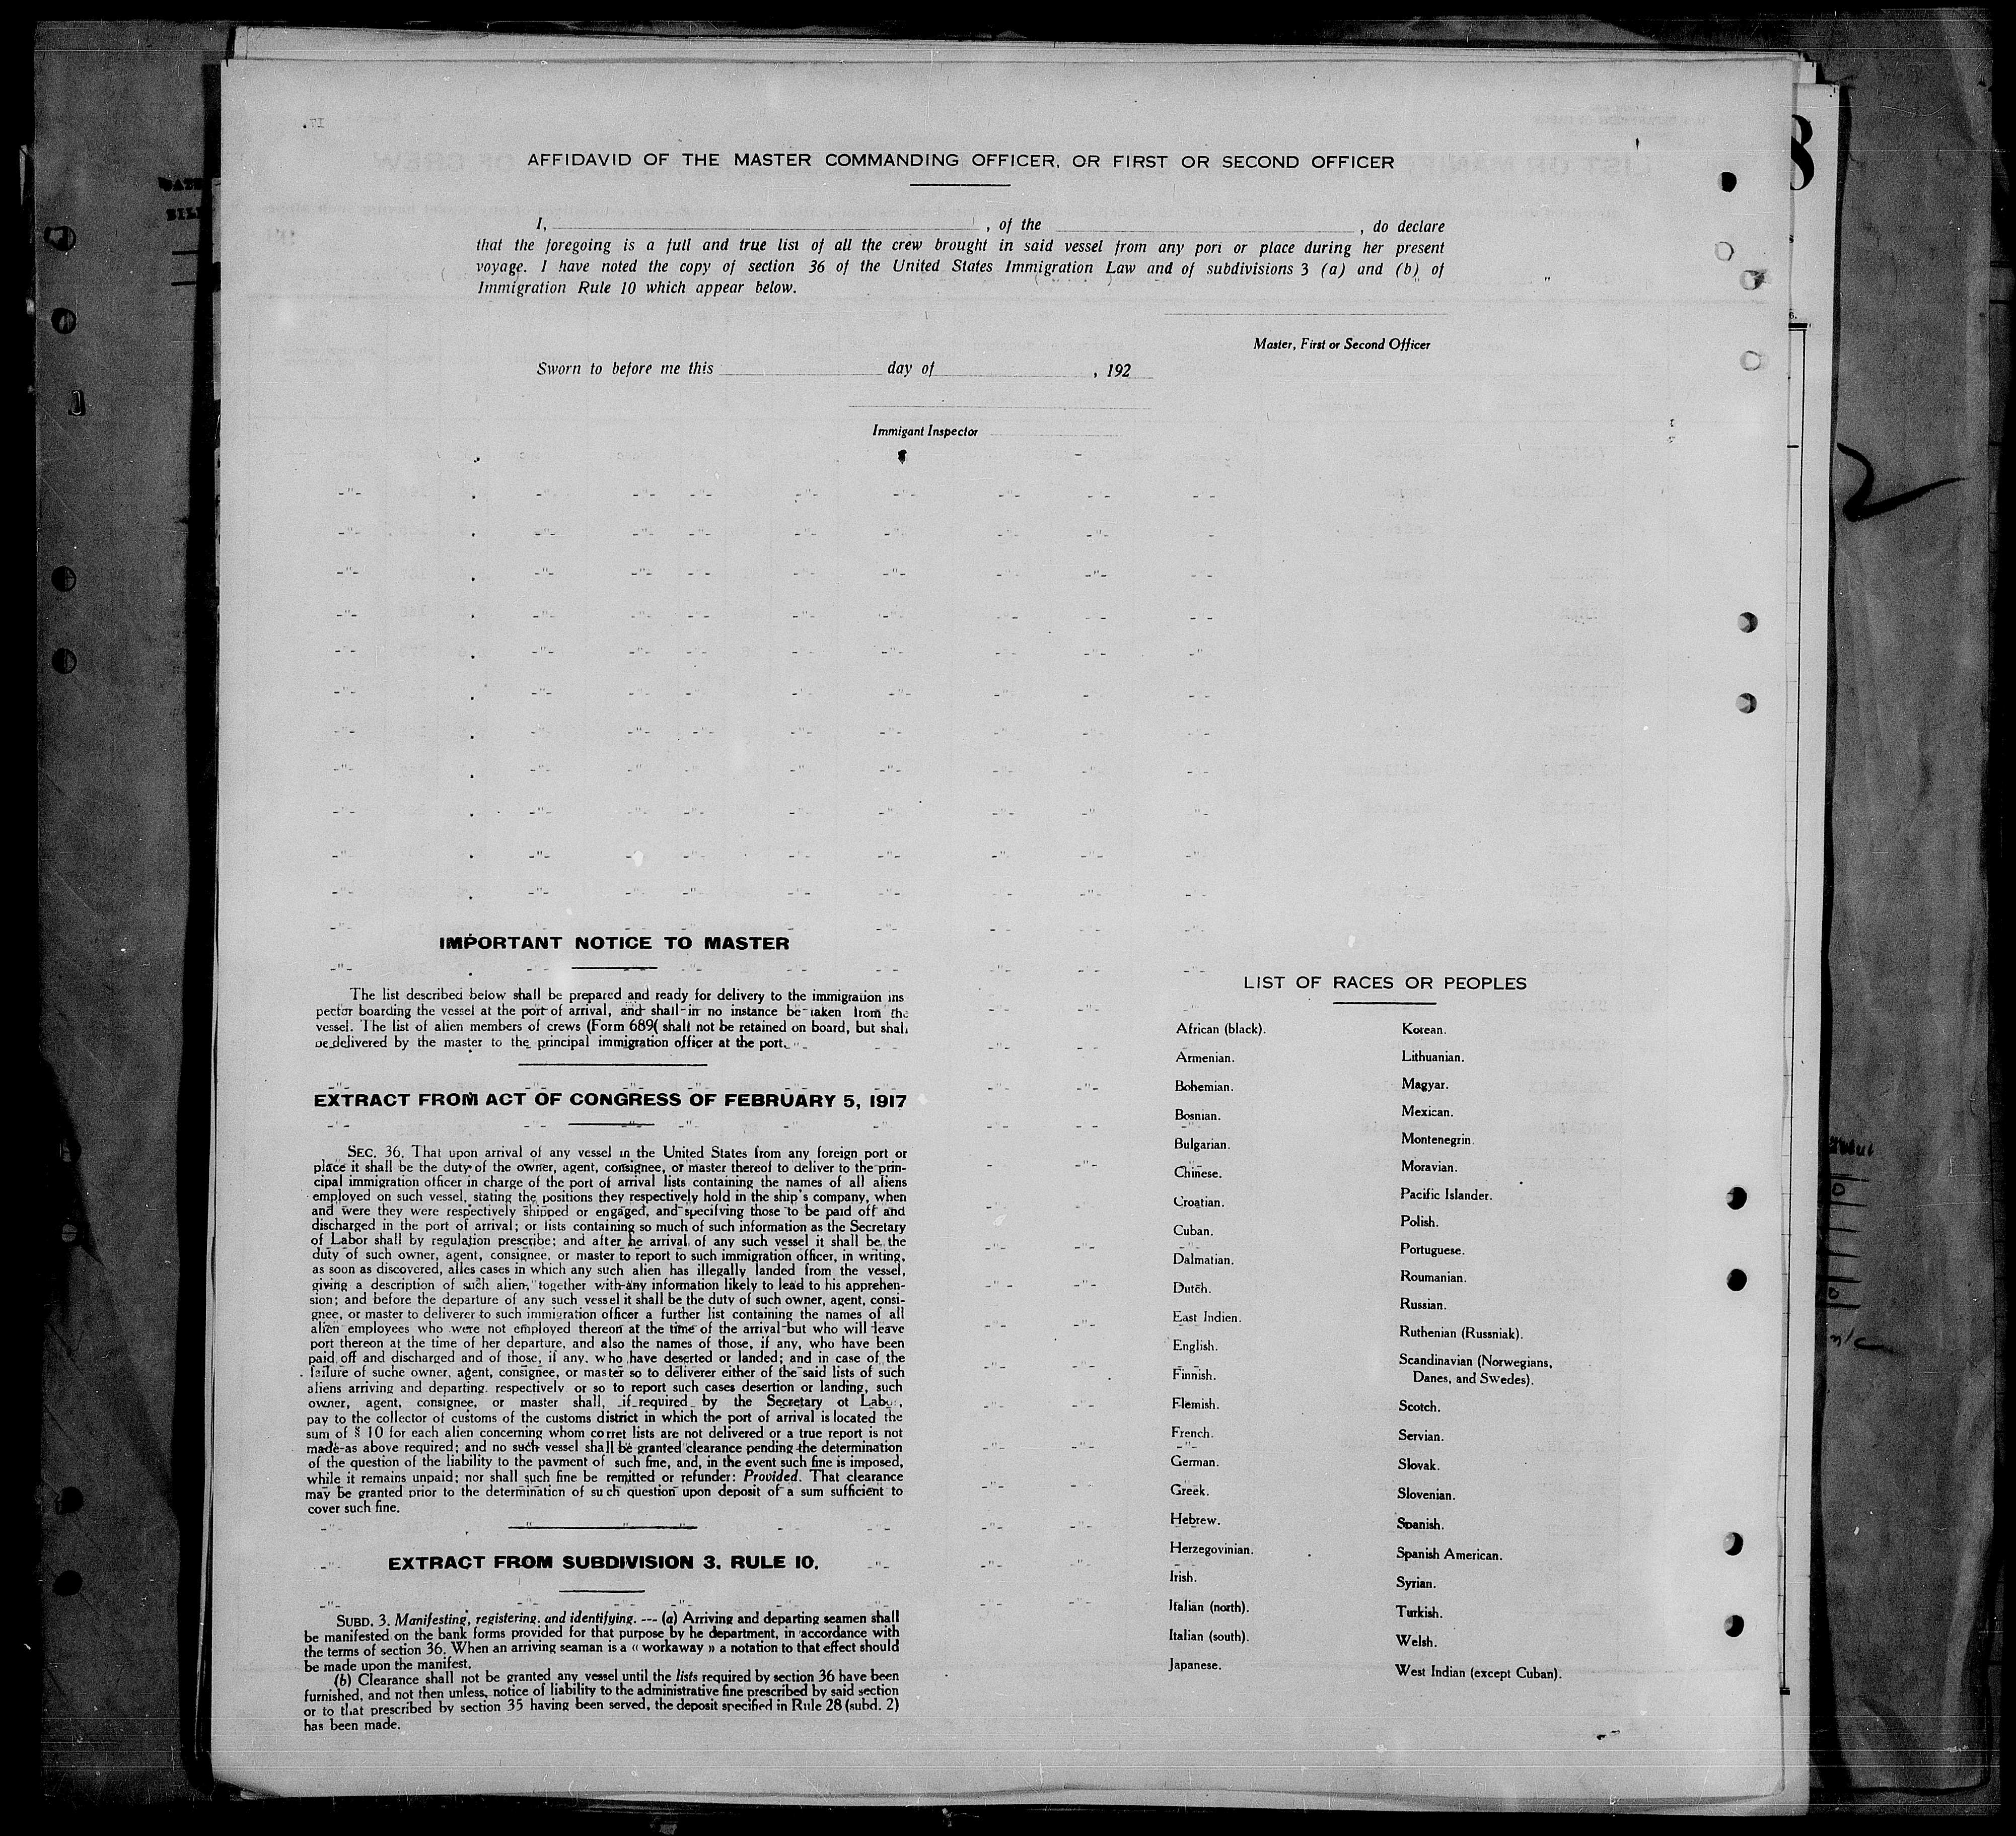 AFFIDAVID OF THE MASTER COMMANDING OFFICER, OR FIRST OR SECOND OFFICER
I, , of the , do declare
that the foregoing is a full and true list of all the crew brought in said vessel from any pori or place during her present
voyage. I have noted the copy of section 36 of the United States Immigration Law and of subdivisions 3 (a) and (b) of
Immigration Rule 10 which appear below.
Master, First or Second Officer
Sworn to before me this day of , 192
Immigant Inspector
IMPORTANT NOTICE TO MASTER
The list described below shall be prepared and ready for delivery to the immigration ins
pector boarding the vessel at the port of arrival, and shall in no instance be taken from the
vessel. The list of alien members of crews (Form 689( shall not be retained on board, but shall
be delivered by the master to the principal immigration officer at the port.
EXTRACT FROM ACT OF CONGRESS OF FEBRUARY 5, 1917
SEC. 36. That upon arrival of any vessel in the United States from any foreign port or
place it shall be the duty of the owner, agent, consignee, or master thereof to deliver to the prin-
cipal immigration officer in charge of the port of arrival lists containing the names of all aliens
employed on such vessel, stating the positions they respectively hold in the ship's company, when
and were they were respectively shipped or engaged, and specifving those to be paid off and
discharged in the port of arrival; or lists containing so much of such information as the Secretary
of Labor shall by regulation prescribe; and after he arrival of any such vessel it shall be the
duty of such owner, agent, consignee, or master to report to such immigration officer, in writing,
as soon as discovered, alles cases in which any such alien has illegally landed from the vessel,
giving a description of such alien, together with any information likely to lead to his apprehen-
sion; and before the departure of any such vessel it shall be the duty of such owner, agent, consi-
gnee, or master to deliverer to such immigration officer a further list containing the names of all
alien employees who were not employed thereon at the time of the arrival but who will leave
port thereon at the time of her departure, and also the names of those, if any, who have been
paid off and discharged and of those, if any. who have deserted or landed; and in case of the
failure of suche owner, agent, consignee, or master so to deliverer either of the said lists of such
aliens arriving and departing. respectively or so to report such cases desertion or landing, such
owner, agent, consignee, or master shall, if required by the Secretary ot Labor,
pay to the collector of customs of the customs district in which the port of arrival is located the
sum of $ 10 for each alien concerning whom corret lists are not delivered or a true report is not
made as above required; and no such vessel shall be granted clearance pending the determination
of the question of the liability to the payment of such fine, and, in the event such fine is imposed,
while it remains unpaid; nor shall such fine be remitted or refunder: Provided. That clearance
may be granted prior to the determination of such question upon deposit of a sum sufficient to
cover such fine.
EXTRACT FROM SUBDIVISION 3, RULE 10.
SUBD. 3. Manifesting, registering. and identifying. --- (a) Arriving and departing seamen shall
be manifested on the bank forms provided for that purpose by he department, in accordance with
the terms of section 36. When an arriving seaman is a « workaway » a notation to that effect should
be made upon the manifest.
(b) Clearance shall not be granted any vessel until the lists required by section 36 have been
furnished, and not then unless, notice of liability to the administrative fine prescribed by said section
or to that prescribed by section 35 having been served, the deposit specified in Rule 28 (subd. 2)
has been made.
LIST OF RACES OR PEOPLES
African (black).
Armenian.
Bohemian.
Bosnian.
Bulgarian.
Chinese.
Croatian.
Cuban.
Dalmatian.
Dutch.
East Indien.
English.
Finnish.
Flemish.
French.
German.
Greek.
Hebrew.
Herzegovinian.
Irish.
Italian (north).
Italian (south).
Japanese.
Korean.
Lithuanian.
Magyar.
Mexican.
Montenegrin.
Moravian.
Pacific Islander.
Polish.
Portuguese.
Roumanian.
Russian.
Ruthenian (Russniak).
Scandinavian (Norwegians,
Danes, and Swedes).
Scotch.
Servian.
Slovak.
Slovenian.
Spanish.
Spanish American.
Syrian.
Turkish.
Welsh.
West Indian (except Cuban).
2